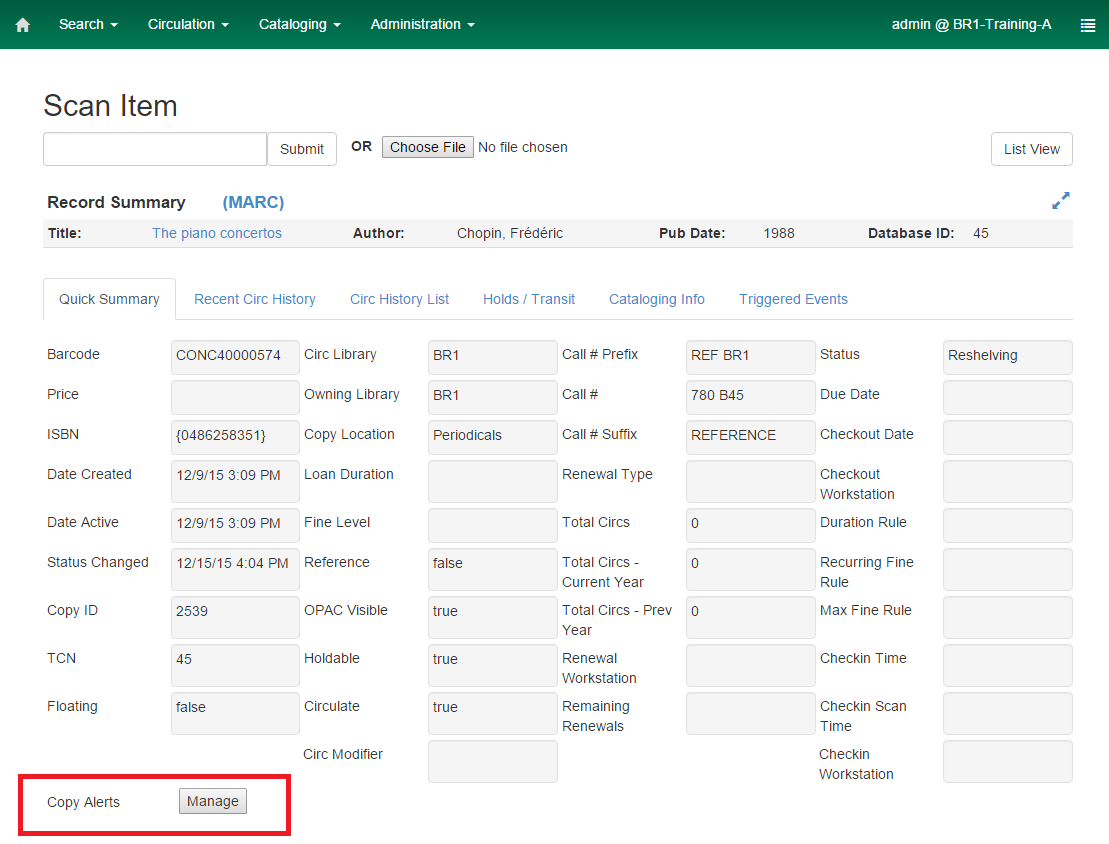 Search Circulation Cataloging Administration admin @ BR1-Training-A
Scan Item
Submit OR Choose File No file chosen List View
Record Summary (MARC)
Title: The piano concertos Author: Chopin, Frédéric Pub Date: 1988 Database ID: 45
Quick Summary Recent Circ History Circ History List Holds / Transit Cataloging Info Triggered Events
Barcode CONC40000574 Circ Library BR1 Call # Prefix REF BR1 Status Reshelving
Price Owning Library BR1 Call # 780 B45 Due Date
ISBN {0486258351} Copy Location Periodicals Call # Suffix REFERENCE Checkout Date
Date Created 12/9/15 3:09 PM Loan Duration Renewal Type Checkout
Workstation
Date Active 12/9/15 3:09 PM Fine Level Total Circs 0 Duration Rule
Status Changed 12/15/15 4:04 PM Reference false Total Circs - 0 Recurring Fine
Current Year Rule
Copy ID 2539 OPAC Visible true Total Circs - Prev 0 Max Fine Rule
Year
TCN 45 Holdable true Renewal Checkin Time
Workstation
Floating false Circulate true Remaining Checkin Scan
Renewals Time
Circ Modifier Checkin
Workstation
Copy Alerts Manage